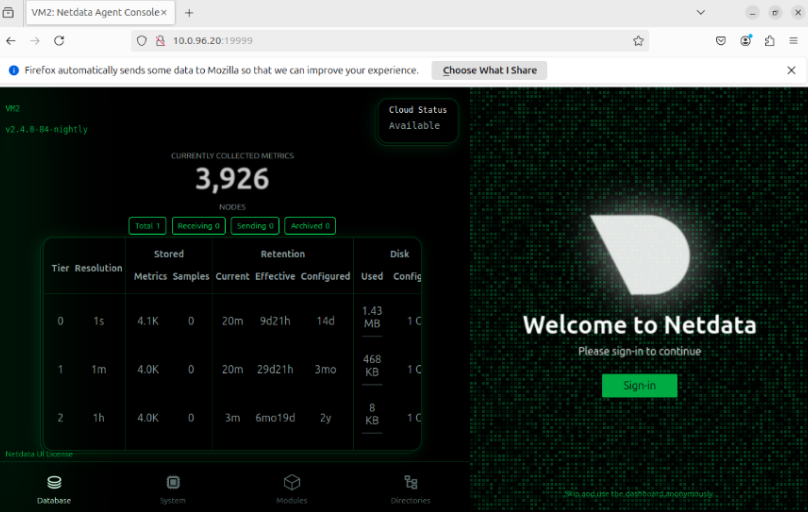 VM2: Netdata Agent Console
10.0.96.20:19999
Firefox automatically sends some data to Mozilla so that we can improve your experience.
Choose What I Share
VM2
v2.4.0-84-nightly
Cloud Status
Available
CURRENTLY COLLECTED METRICS
3,926
NODES
Total 1 Receiving 0 Sending 0 Archived 0
Stored Retention Disk
Tier Resolution Metrics Samples Current Effective Configured Used Config
0 1s 4.1K 0 20m 9d21h 14d 1.43 MB 1
1 1m 4.0K 0 20m 29d21h 3mo 468 KB 1
2 1h 4.0K 0 3m 6mo19d 2y 8 KB 1
Netdata UI License
Database System Modules Directories
Welcome to Netdata
Please sign-in to continue
Sign-in
Skip and use the dashboard anonymously.